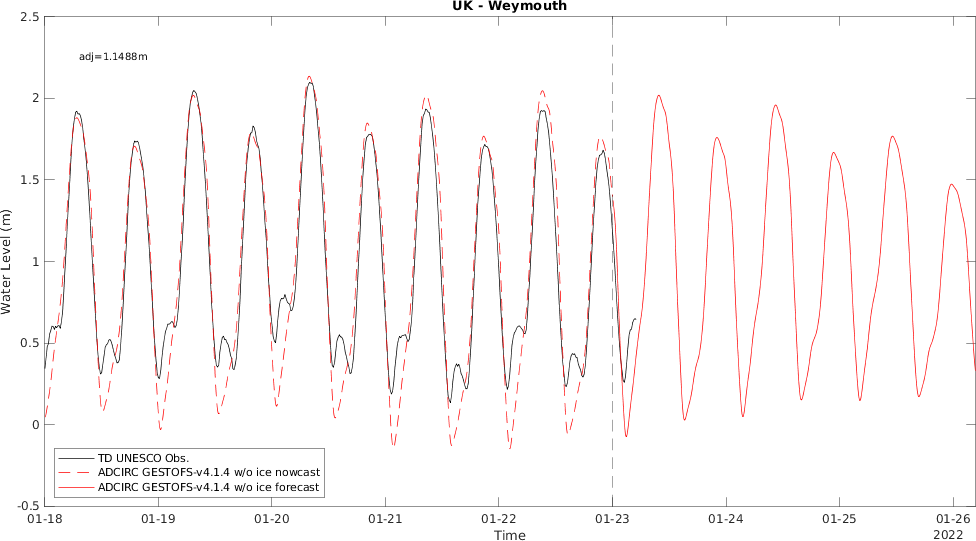 UK - Weymouth
adj=1.1488m
2.5
2
1.5
1
0.5
0
-0.5
Water Level (m)
TD UNESCO Obs.
ADCIRC GESTOFS-v4.1.4 w/o ice nowcast
ADCIRC GESTOFS-v4.1.4 w/o ice forecast
01-18 01-19 01-20 01-21 01-22 01-23 01-24 01-25 01-26
Time 2022